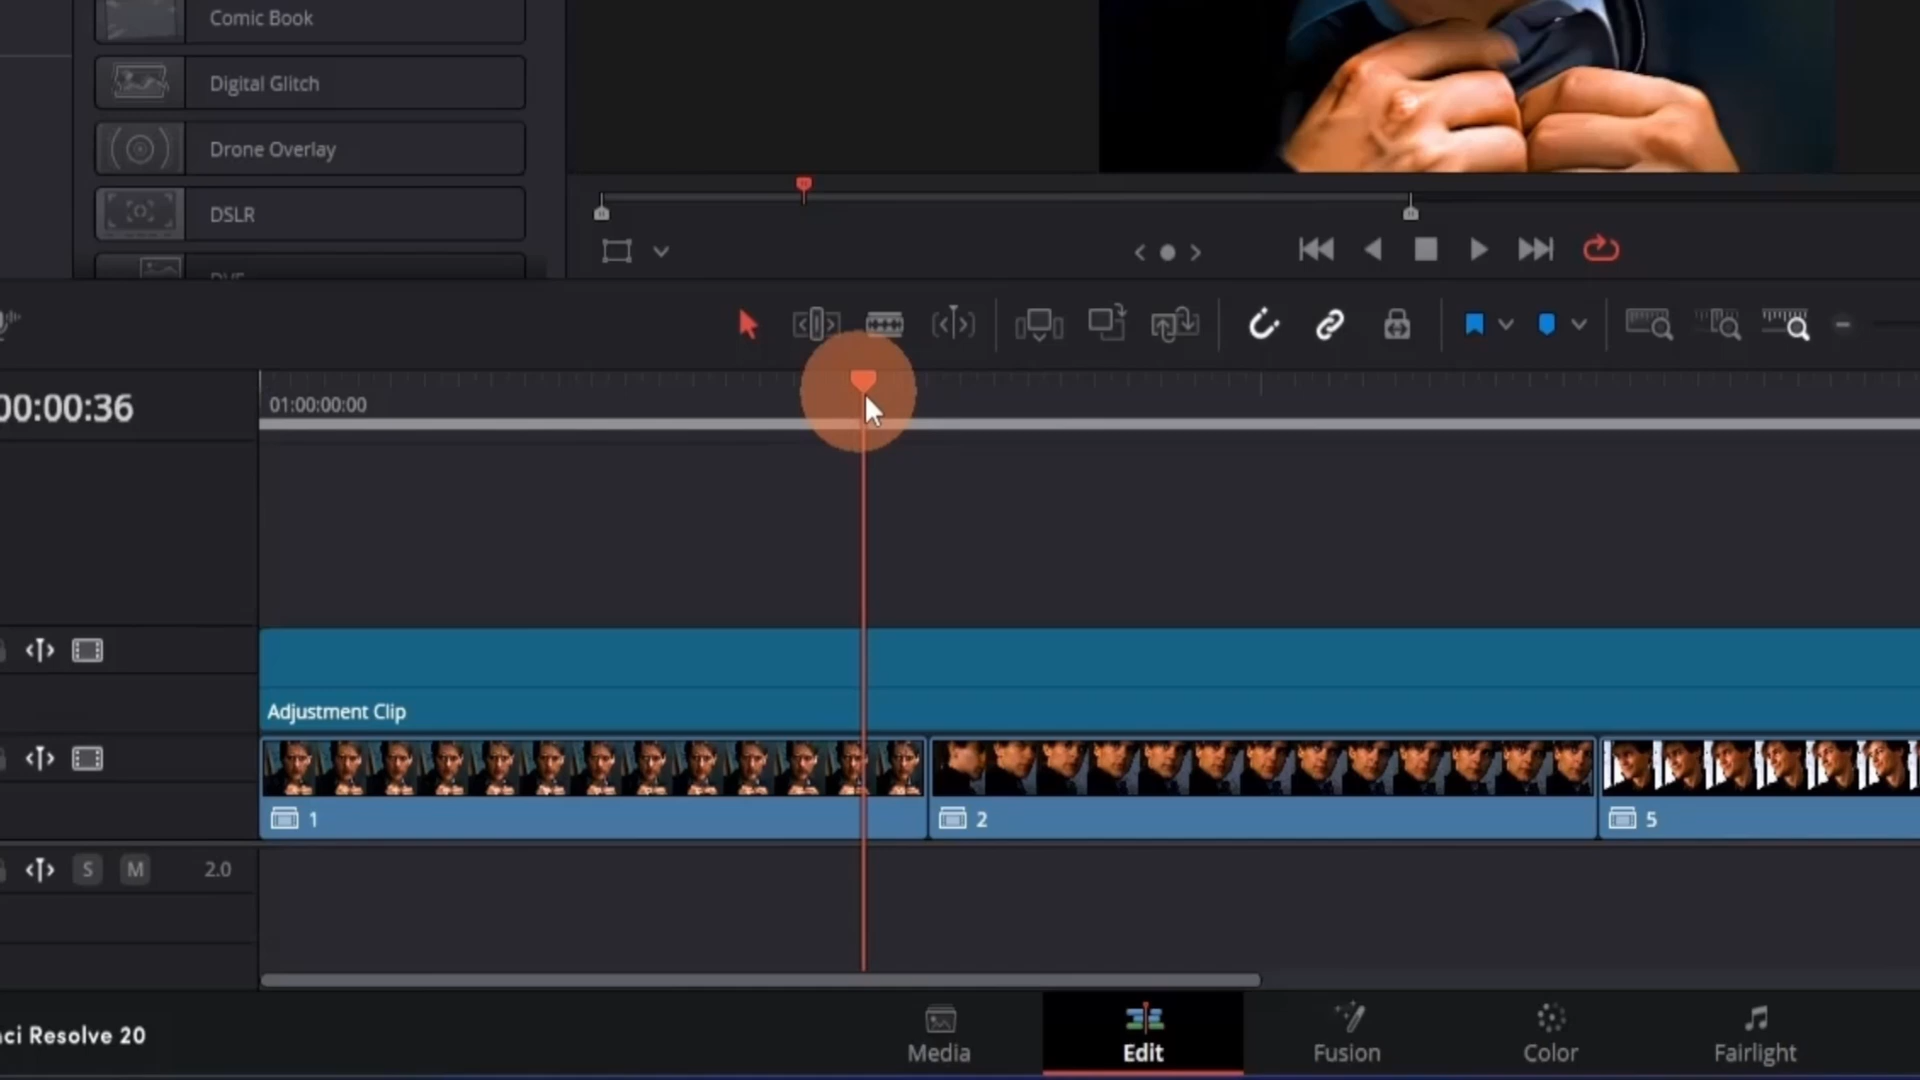 Comic Book
Digital Glitch
Drone Overlay
DSLR
00:00:36
01:00:00:00
Adjustment Clip
1
2
5
S
M
2.0
ci Resolve 20
Media
Edit
Fusion
Color
Fairlight